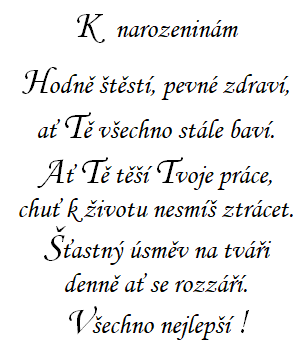 K narozeninám
Hodně štěstí, pevné zdraví,
ať Tě všechno stále baví.
Ať Tě těší Tvoje práce,
chuť k životu nesmíš ztrácet.
Šťastný úsměv na tváři
denně ať se rozzáří.
Všechno nejlepší !